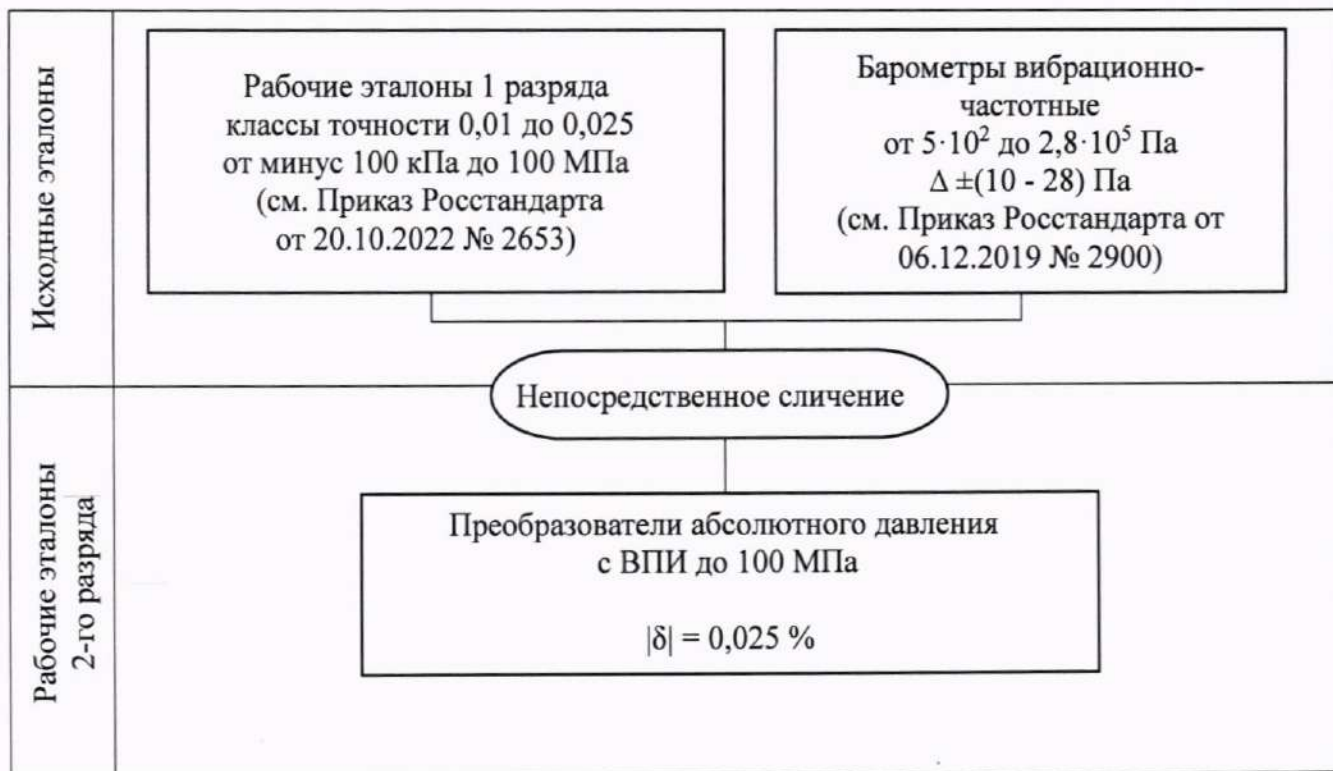 Исходные эталоны
Рабочие эталоны 1 разряда
классы точности 0,01 до 0,025
от минус 100 кПа до 100 МПа
(см. Приказ Росстандарта
от 20.10.2022 № 2653)
Барометры вибрационно-
частотные
от 5·10² до 2,8·10⁵ Па
Δ ±(10 - 28) Па
(см. Приказ Росстандарта от
06.12.2019 № 2900)
Непосредственное сличение
Рабочие эталоны
2-го разряда
Преобразователи абсолютного давления
с ВПИ до 100 МПа
|δ| = 0,025 %